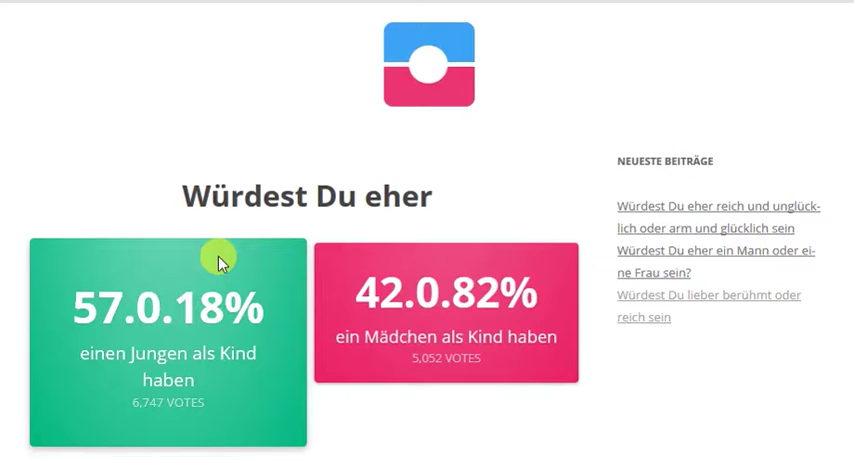 Würdest Du eher
57.0.18%
einen Jungen als Kind
haben
6,747 VOTES
42.0.82%
ein Mädchen als Kind haben
5,052 VOTES
NEUESTE BEITRÄGE
Würdest Du eher reich und unglück-
lich oder arm und glücklich sein
Würdest Du eher ein Mann oder ei-
ne Frau sein?
Würdest Du lieber berühmt oder
reich sein